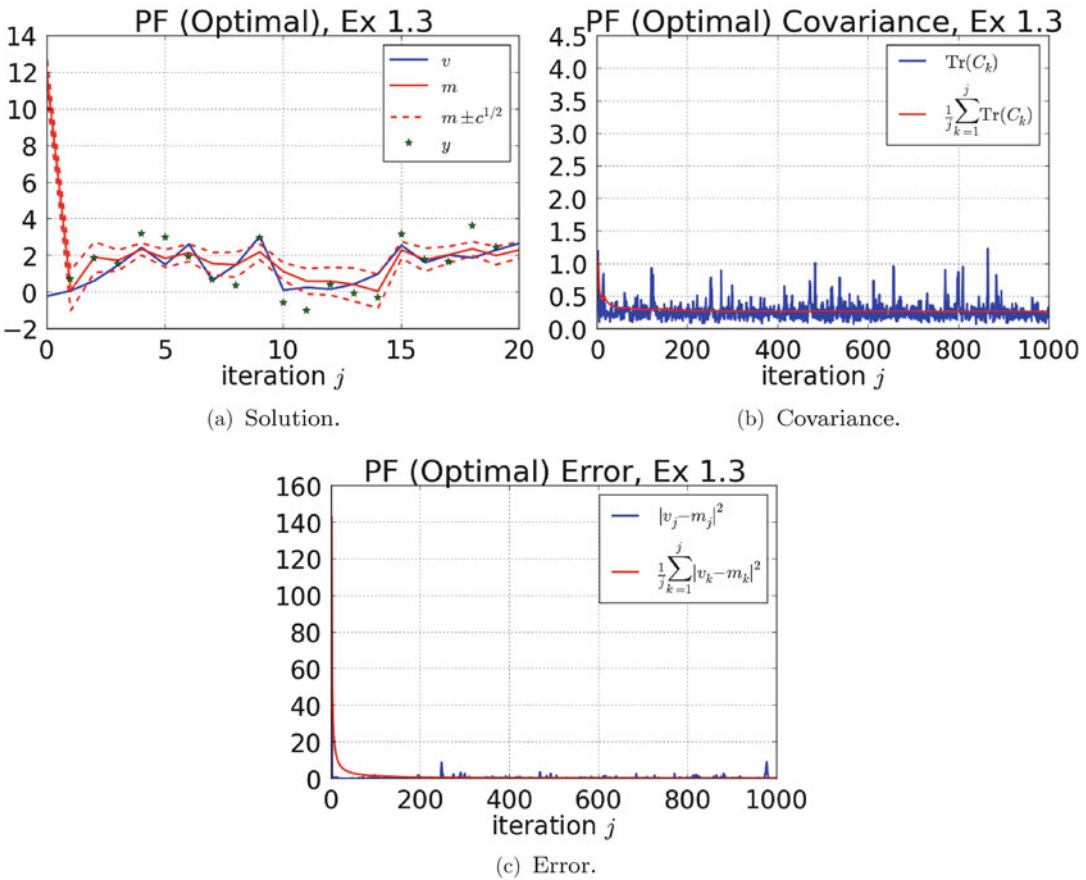 PF (Optimal), Ex 1.3
14
12
10
8
6
4
2
0
−2
v
m
m ± c^{1/2}
y
0 5 10 15 20
iteration j
(a) Solution.
PF (Optimal) Covariance, Ex 1.3
4.5
4.0
3.5
3.0
2.5
2.0
1.5
1.0
0.5
0.0
Tr(C_k)
\frac{1}{j}\sum_{k=1}^{j}Tr(C_k)
0 200 400 600 800 1000
iteration j
(b) Covariance.
PF (Optimal) Error, Ex 1.3
160
140
120
100
80
60
40
20
0
|v_j−m_j|^2
\frac{1}{j}\sum_{k=1}^{j}|v_k−m_k|^2
0 200 400 600 800 1000
iteration j
(c) Error.